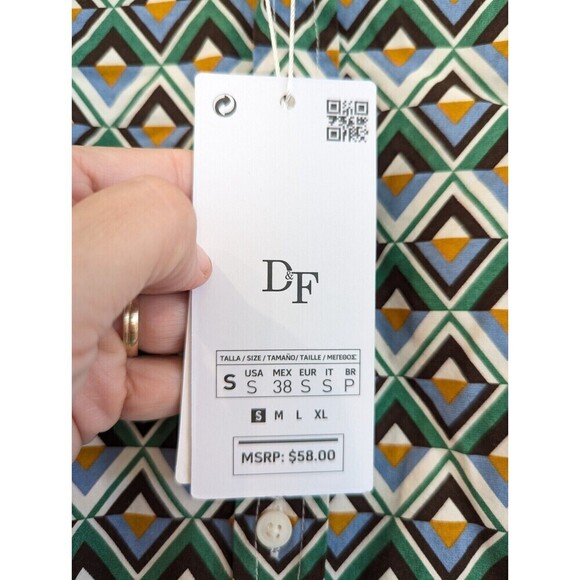 D&F
TALLA / SIZE / TAMAÑO / TAILLE / ΜΕΓΕΘΟΣ
S USA MEX EUR IT BR
S 38 S S P
S M L XL
MSRP: $58.00